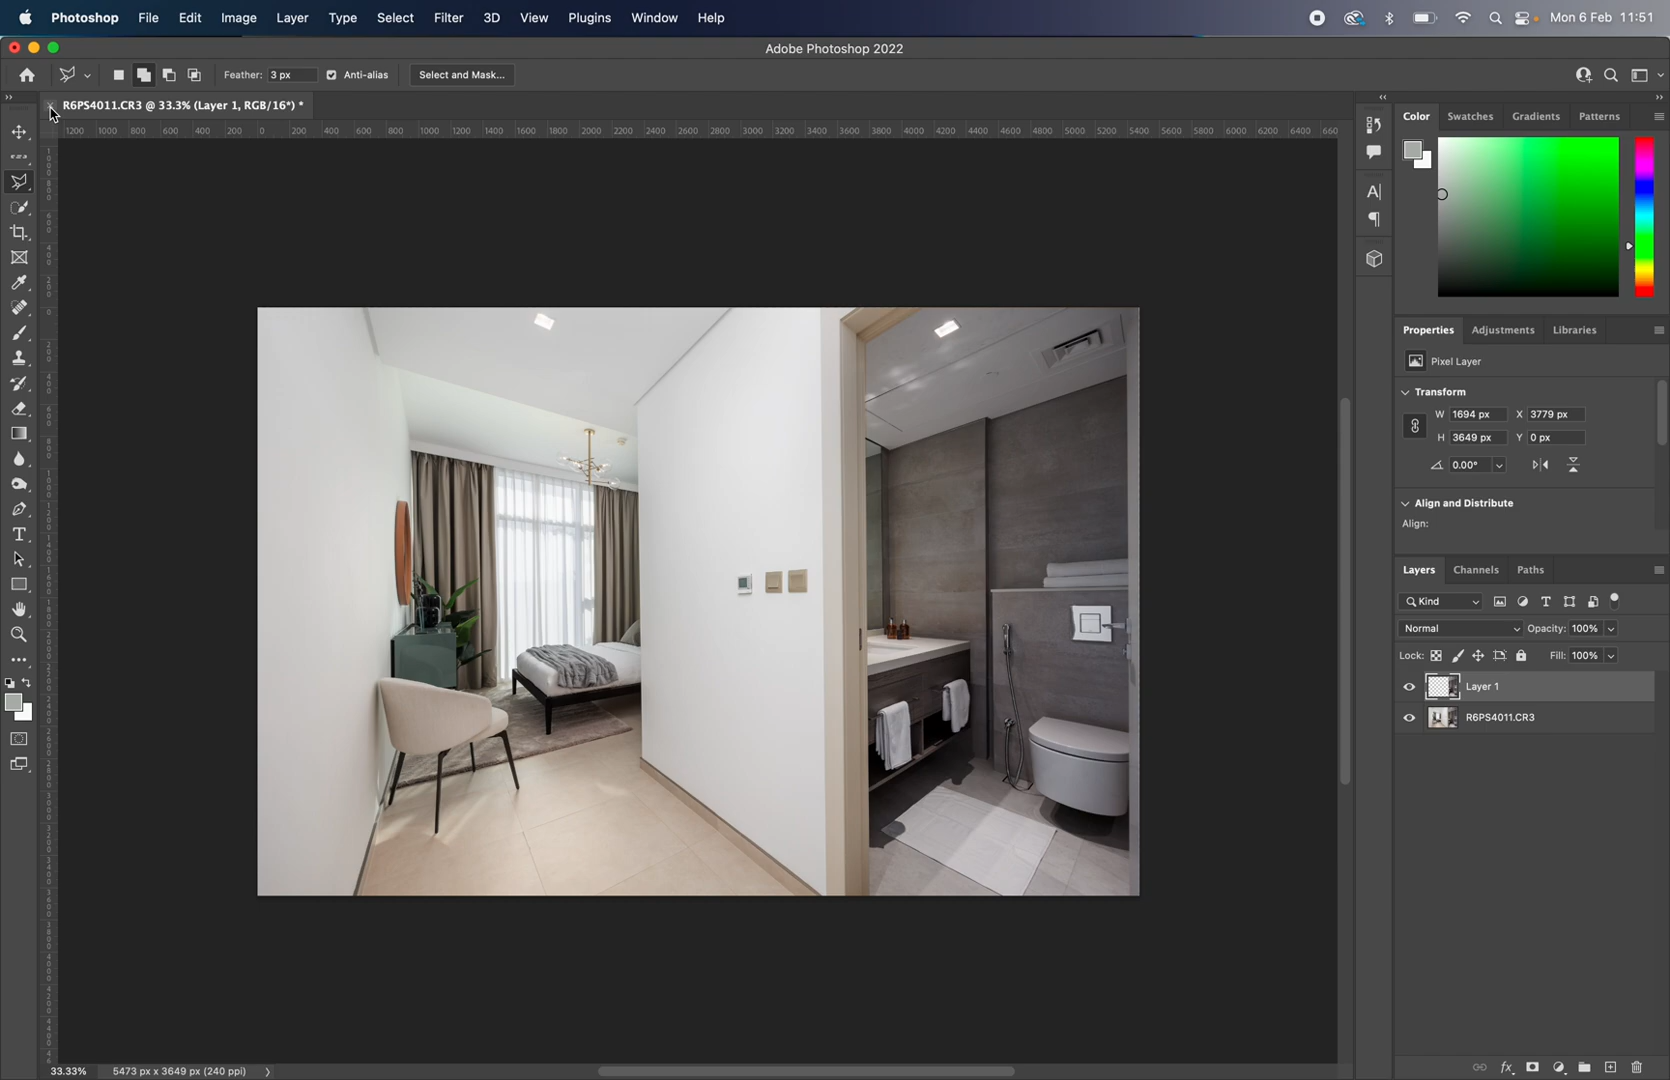 Photoshop File Edit Image Layer Type Select Filter 3D View Plugins Window Help Mon 6 Feb 11:51
Adobe Photoshop 2022
Feather: 3 px Anti-alias Select and Mask...
R6PS4011.CR3 @ 33.3% (Layer 1, RGB/16*) *
1200 1000 800 600 400 200 0 200 400 600 800 1000 1200 1400 1600 1800 2000 2200 2400 2600 2800 3000 3200 3400 3600 3800 4000 4200 4400 4600 4800 5000 5200 5400 5600 5800 6000 6200 6400 660
Color Swatches Gradients Patterns
Properties Adjustments Libraries
Pixel Layer
Transform
W 1694 px X 3779 px
H 3649 px Y 0 px
0.00°
Align and Distribute
Align:
Layers Channels Paths
Kind
Normal Opacity: 100%
Lock: Fill: 100%
Layer 1
R6PS4011.CR3
33.33% 5473 px x 3649 px (240 ppi)